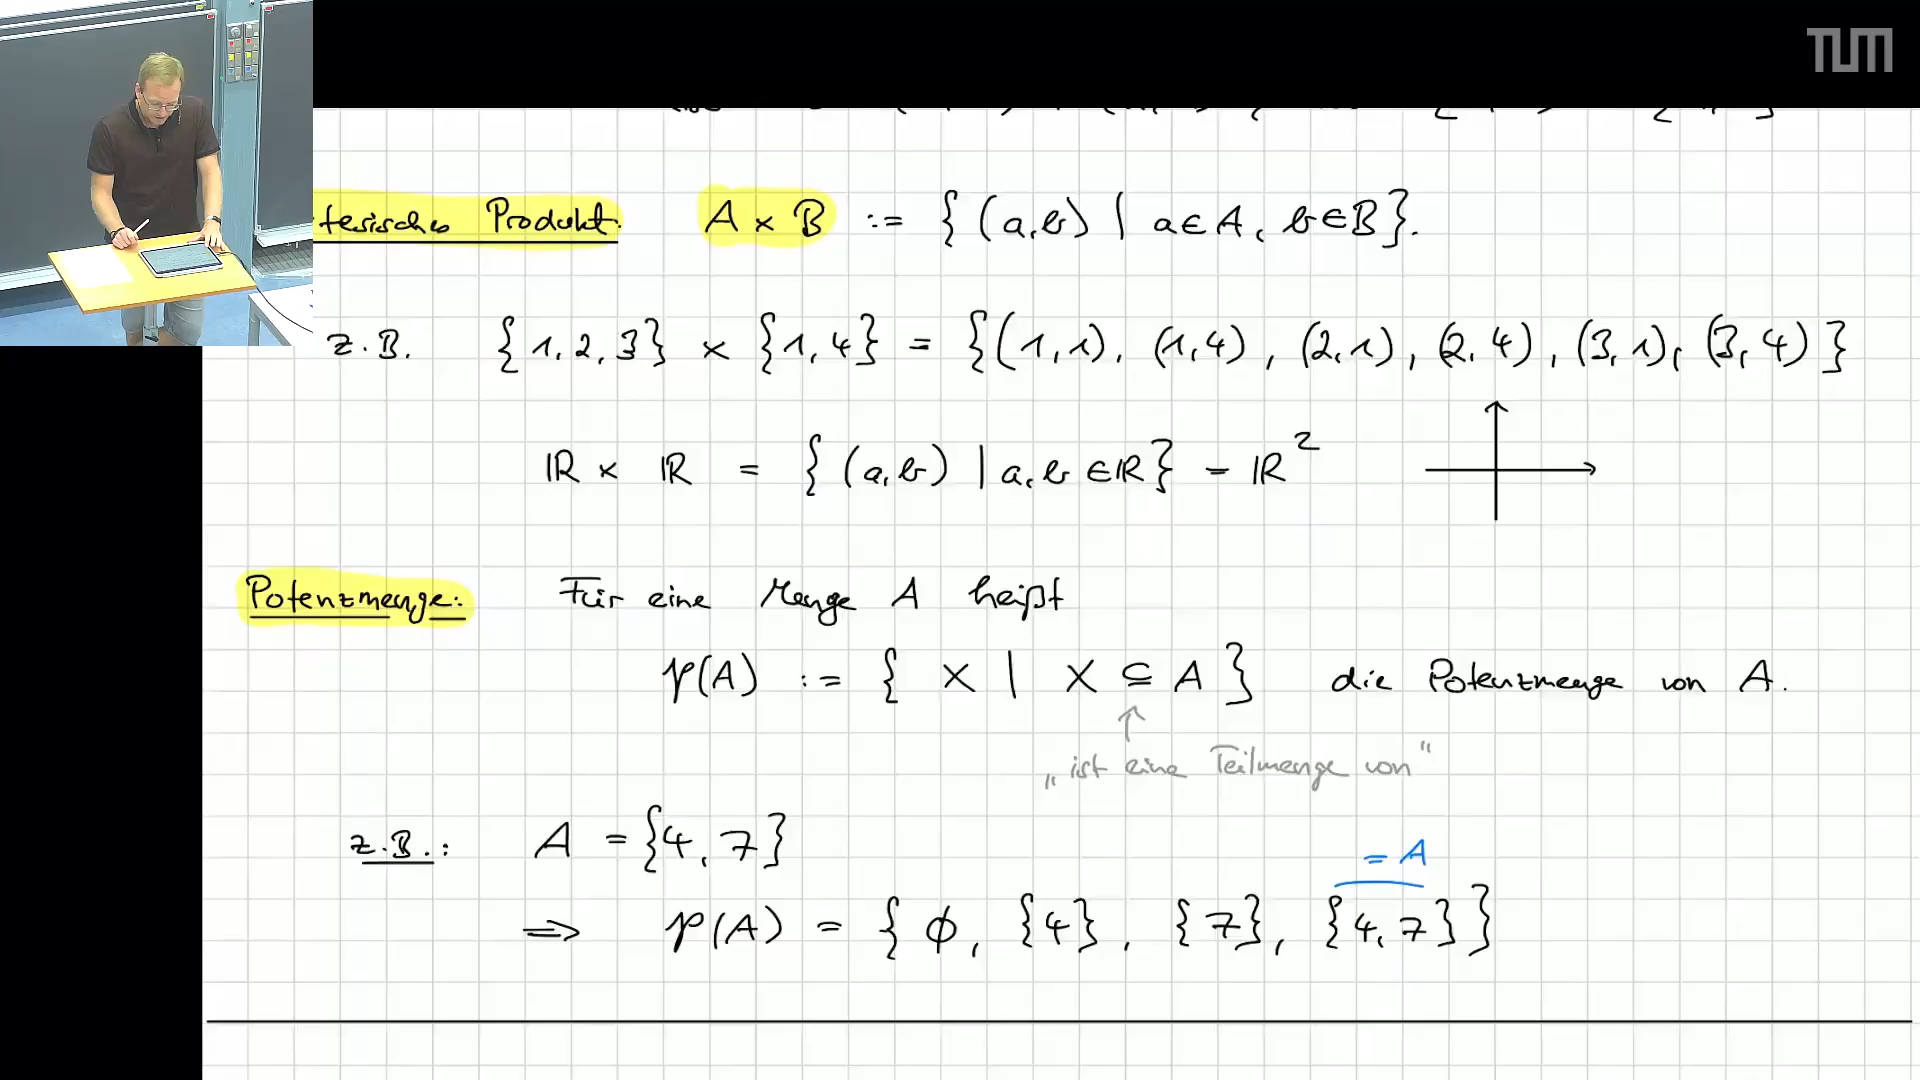 TUM
tesisches Produkt. A × B := { (a,b) | a∈A, b∈B }.
z.B. {1,2,3} × {1,4} = {(1,1), (1,4), (2,1), (2,4), (3,1), (3,4)}
ℝ × ℝ = { (a,b) | a,b ∈ℝ} = ℝ²
Potenzmenge: Für eine Menge A heißt
𝒫(A) := { X | X ⊆ A } die Potenzmenge von A.
„ist eine Teilmenge von“
z.B.: A = {4, 7}
= A
⇒ 𝒫(A) = { ∅, {4}, {7}, {4,7} }